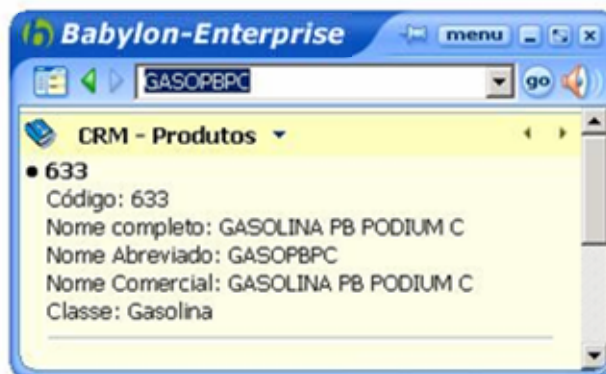 Babylon-Enterprise menu
GASOPBPC go
CRM - Produtos
633
Código: 633
Nome completo: GASOLINA PB PODIUM C
Nome Abreviado: GASOPBPC
Nome Comercial: GASOLINA PB PODIUM C
Classe: Gasolina